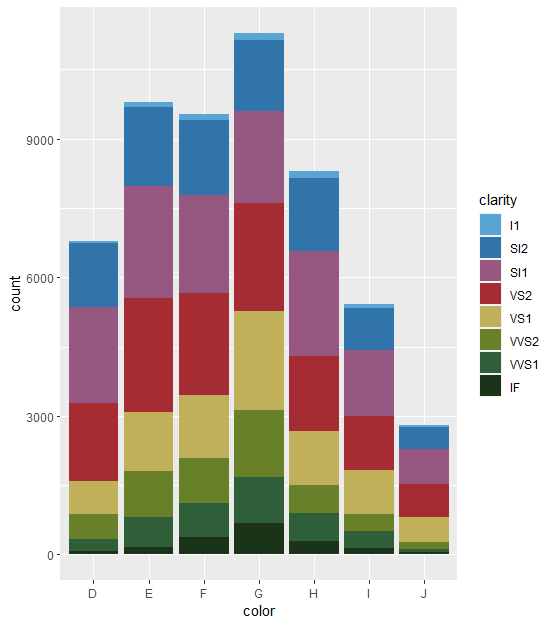 9000
6000
3000
0
count
D E F G H I J
color
clarity
I1
SI2
SI1
VS2
VS1
VVS2
VVS1
IF